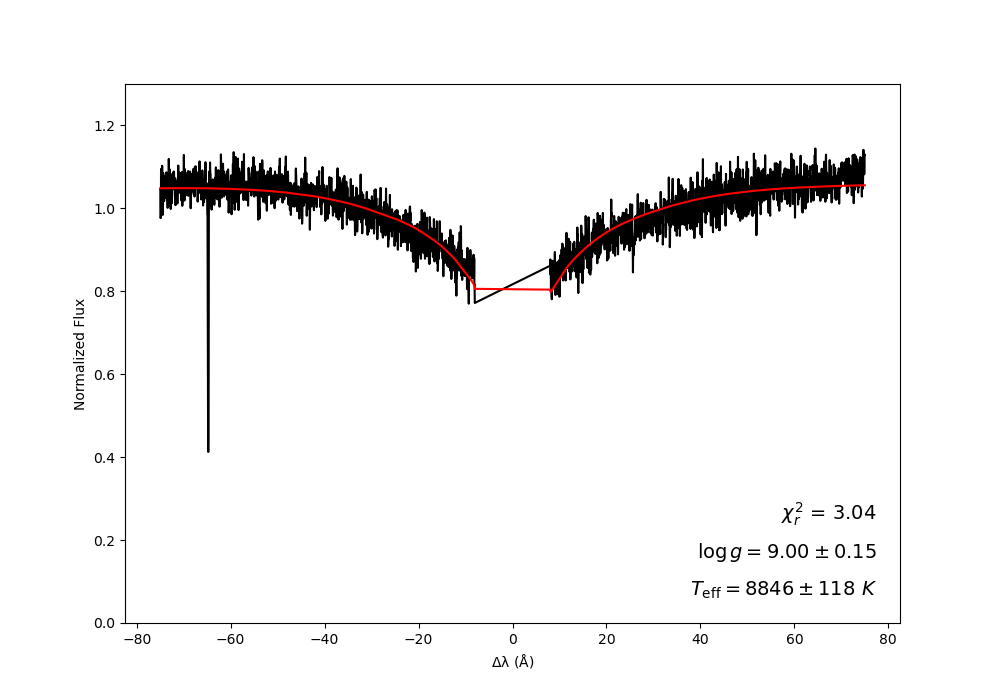 1.2
1.0
0.8
0.6
0.4
0.2
0.0
Normalized Flux
χ²ᵣ = 3.04
log g = 9.00 ± 0.15
T_eff = 8846 ± 118 K
−80 −60 −40 −20 0 20 40 60 80
Δλ (Å)